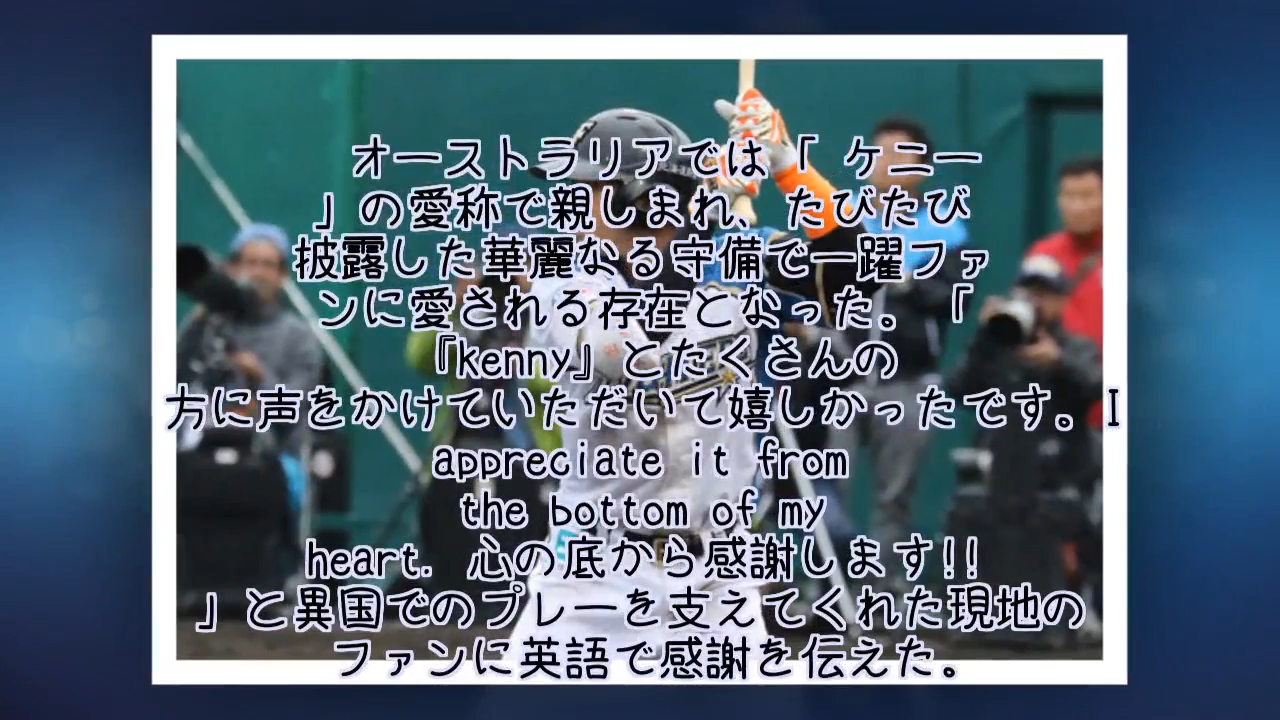 オーストラリアでは「 ケニー
」の愛称で親しまれ、たびたび
披露した華麗なる守備で一躍ファ
ンに愛される存在となった。「
『kenny』とたくさんの
方に声をかけていただいて嬉しかったです。I
appreciate it from
the bottom of my
heart. 心の底から感謝します!!
」と異国でのプレーを支えてくれた現地の
ファンに英語で感謝を伝えた。